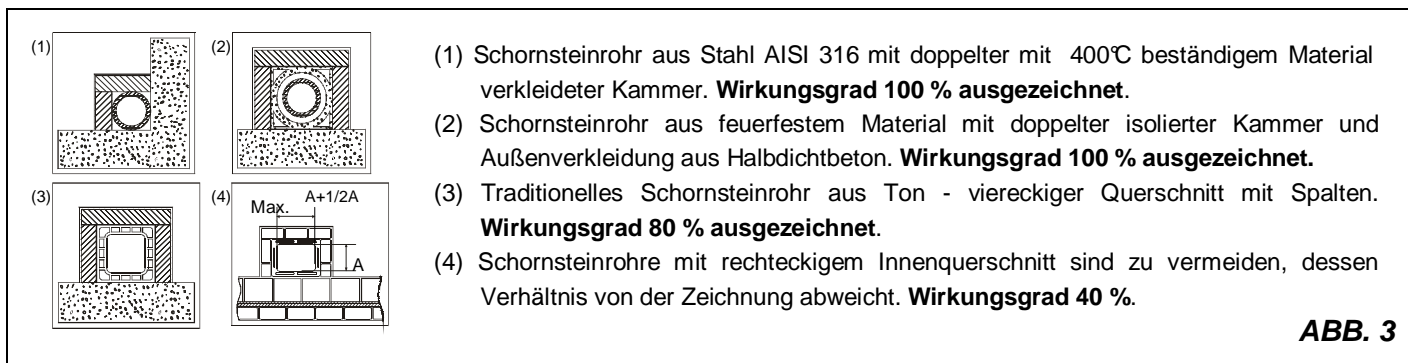 (1)
(2)
(3)
(4)
Max.
A+1/2A
A
(1) Schornsteinrohr aus Stahl AISI 316 mit doppelter mit 400℃ beständigem Material
verkleideter Kammer. Wirkungsgrad 100 % ausgezeichnet.
(2) Schornsteinrohr aus feuerfestem Material mit doppelter isolierter Kammer und
Außenverkleidung aus Halbdichtbeton. Wirkungsgrad 100 % ausgezeichnet.
(3) Traditionelles Schornsteinrohr aus Ton - viereckiger Querschnitt mit Spalten.
Wirkungsgrad 80 % ausgezeichnet.
(4) Schornsteinrohre mit rechteckigem Innenquerschnitt sind zu vermeiden, dessen
Verhältnis von der Zeichnung abweicht. Wirkungsgrad 40 %.
ABB. 3